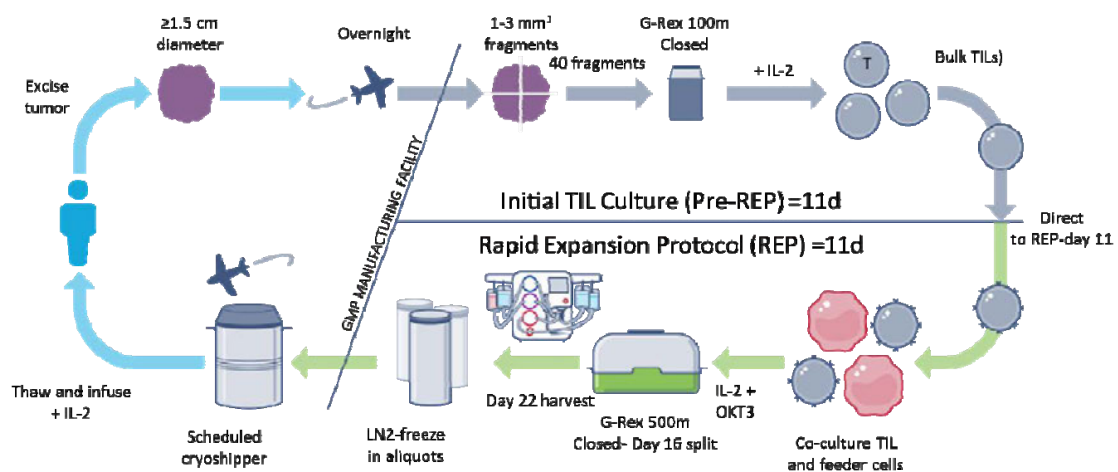 ≥1.5 cm
diameter
Overnight
1-3 mm³
fragments
40 fragments
G-Rex 100m
Closed
+ IL-2
T
Bulk TILs)
Excise
tumor
GMP MANUFACTURING FACILITY
Initial TIL Culture (Pre-REP) =11d
Direct
to REP-day 11
Rapid Expansion Protocol (REP) =11d
Thaw and infuse
+ IL-2
Scheduled
cryoshipper
LN2-freeze
in aliquots
Day 22 harvest
G-Rex 500m
Closed- Day 16 split
IL-2 +
OKT3
Co-culture TIL
and feeder cells